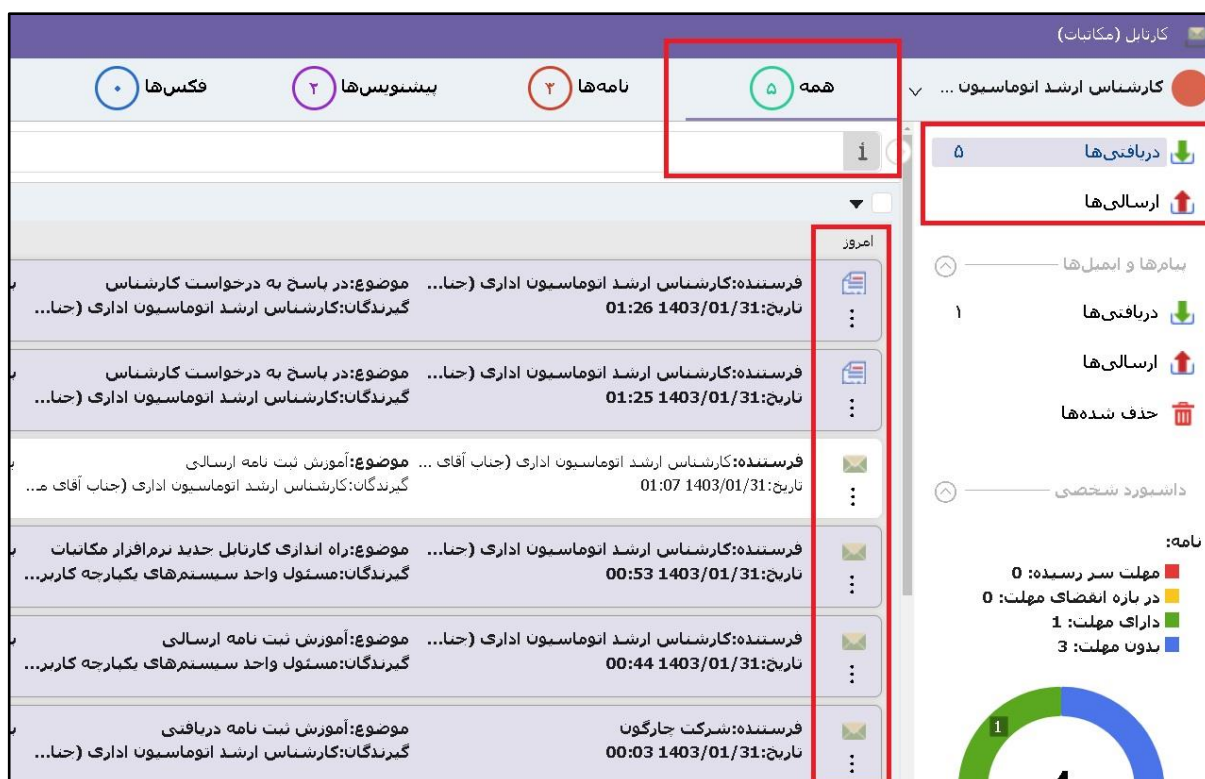 کارتابل (مکاتبات)
کارشناس ارشد اتوماسیون ...
همه ۵
نامه‌ها ۳
پیشنویس‌ها ۲
فکس‌ها ۰
دریافتی‌ها ۵
ارسالی‌ها
پیام‌ها و ایمیل‌ها
دریافتی‌ها ۱
ارسالی‌ها
حذف شده‌ها
داشبورد شخصی
نامه:
مهلت سر رسیده: 0
در بازه انقضای مهلت: 0
دارای مهلت: 1
بدون مهلت: 3
1
4
i
امروز
فرستنده:کارشناس ارشد اتوماسیون اداری (جنا... موضوع:در پاسخ به درخواست کارشناس
تاریخ:1403/01/31 01:26 گیرندگان:کارشناس ارشد اتوماسیون اداری (جنا...
فرستنده:کارشناس ارشد اتوماسیون اداری (جنا... موضوع:در پاسخ به درخواست کارشناس
تاریخ:1403/01/31 01:25 گیرندگان:کارشناس ارشد اتوماسیون اداری (جنا...
فرستنده:کارشناس ارشد اتوماسیون اداری (جناب آقای ... موضوع:آموزش ثبت نامه ارسالی
تاریخ:1403/01/31 01:07 گیرندگان:کارشناس ارشد اتوماسیون اداری (جناب آقای م...
فرستنده:کارشناس ارشد اتوماسیون اداری (جنا... موضوع:راه اندازی کارتابل جدید نرم‌افزار مکاتبات
تاریخ:1403/01/31 00:53 گیرندگان:مسئول واحد سیستم‌های یکپارچه کاربر...
فرستنده:کارشناس ارشد اتوماسیون اداری (جنا... موضوع:آموزش ثبت نامه ارسالی
تاریخ:1403/01/31 00:44 گیرندگان:مسئول واحد سیستم‌های یکپارچه کاربر...
فرستنده:شرکت چارگون موضوع:آموزش ثبت نامه دریافتی
تاریخ:1403/01/31 00:03 گیرندگان:کارشناس ارشد اتوماسیون اداری (جنا...